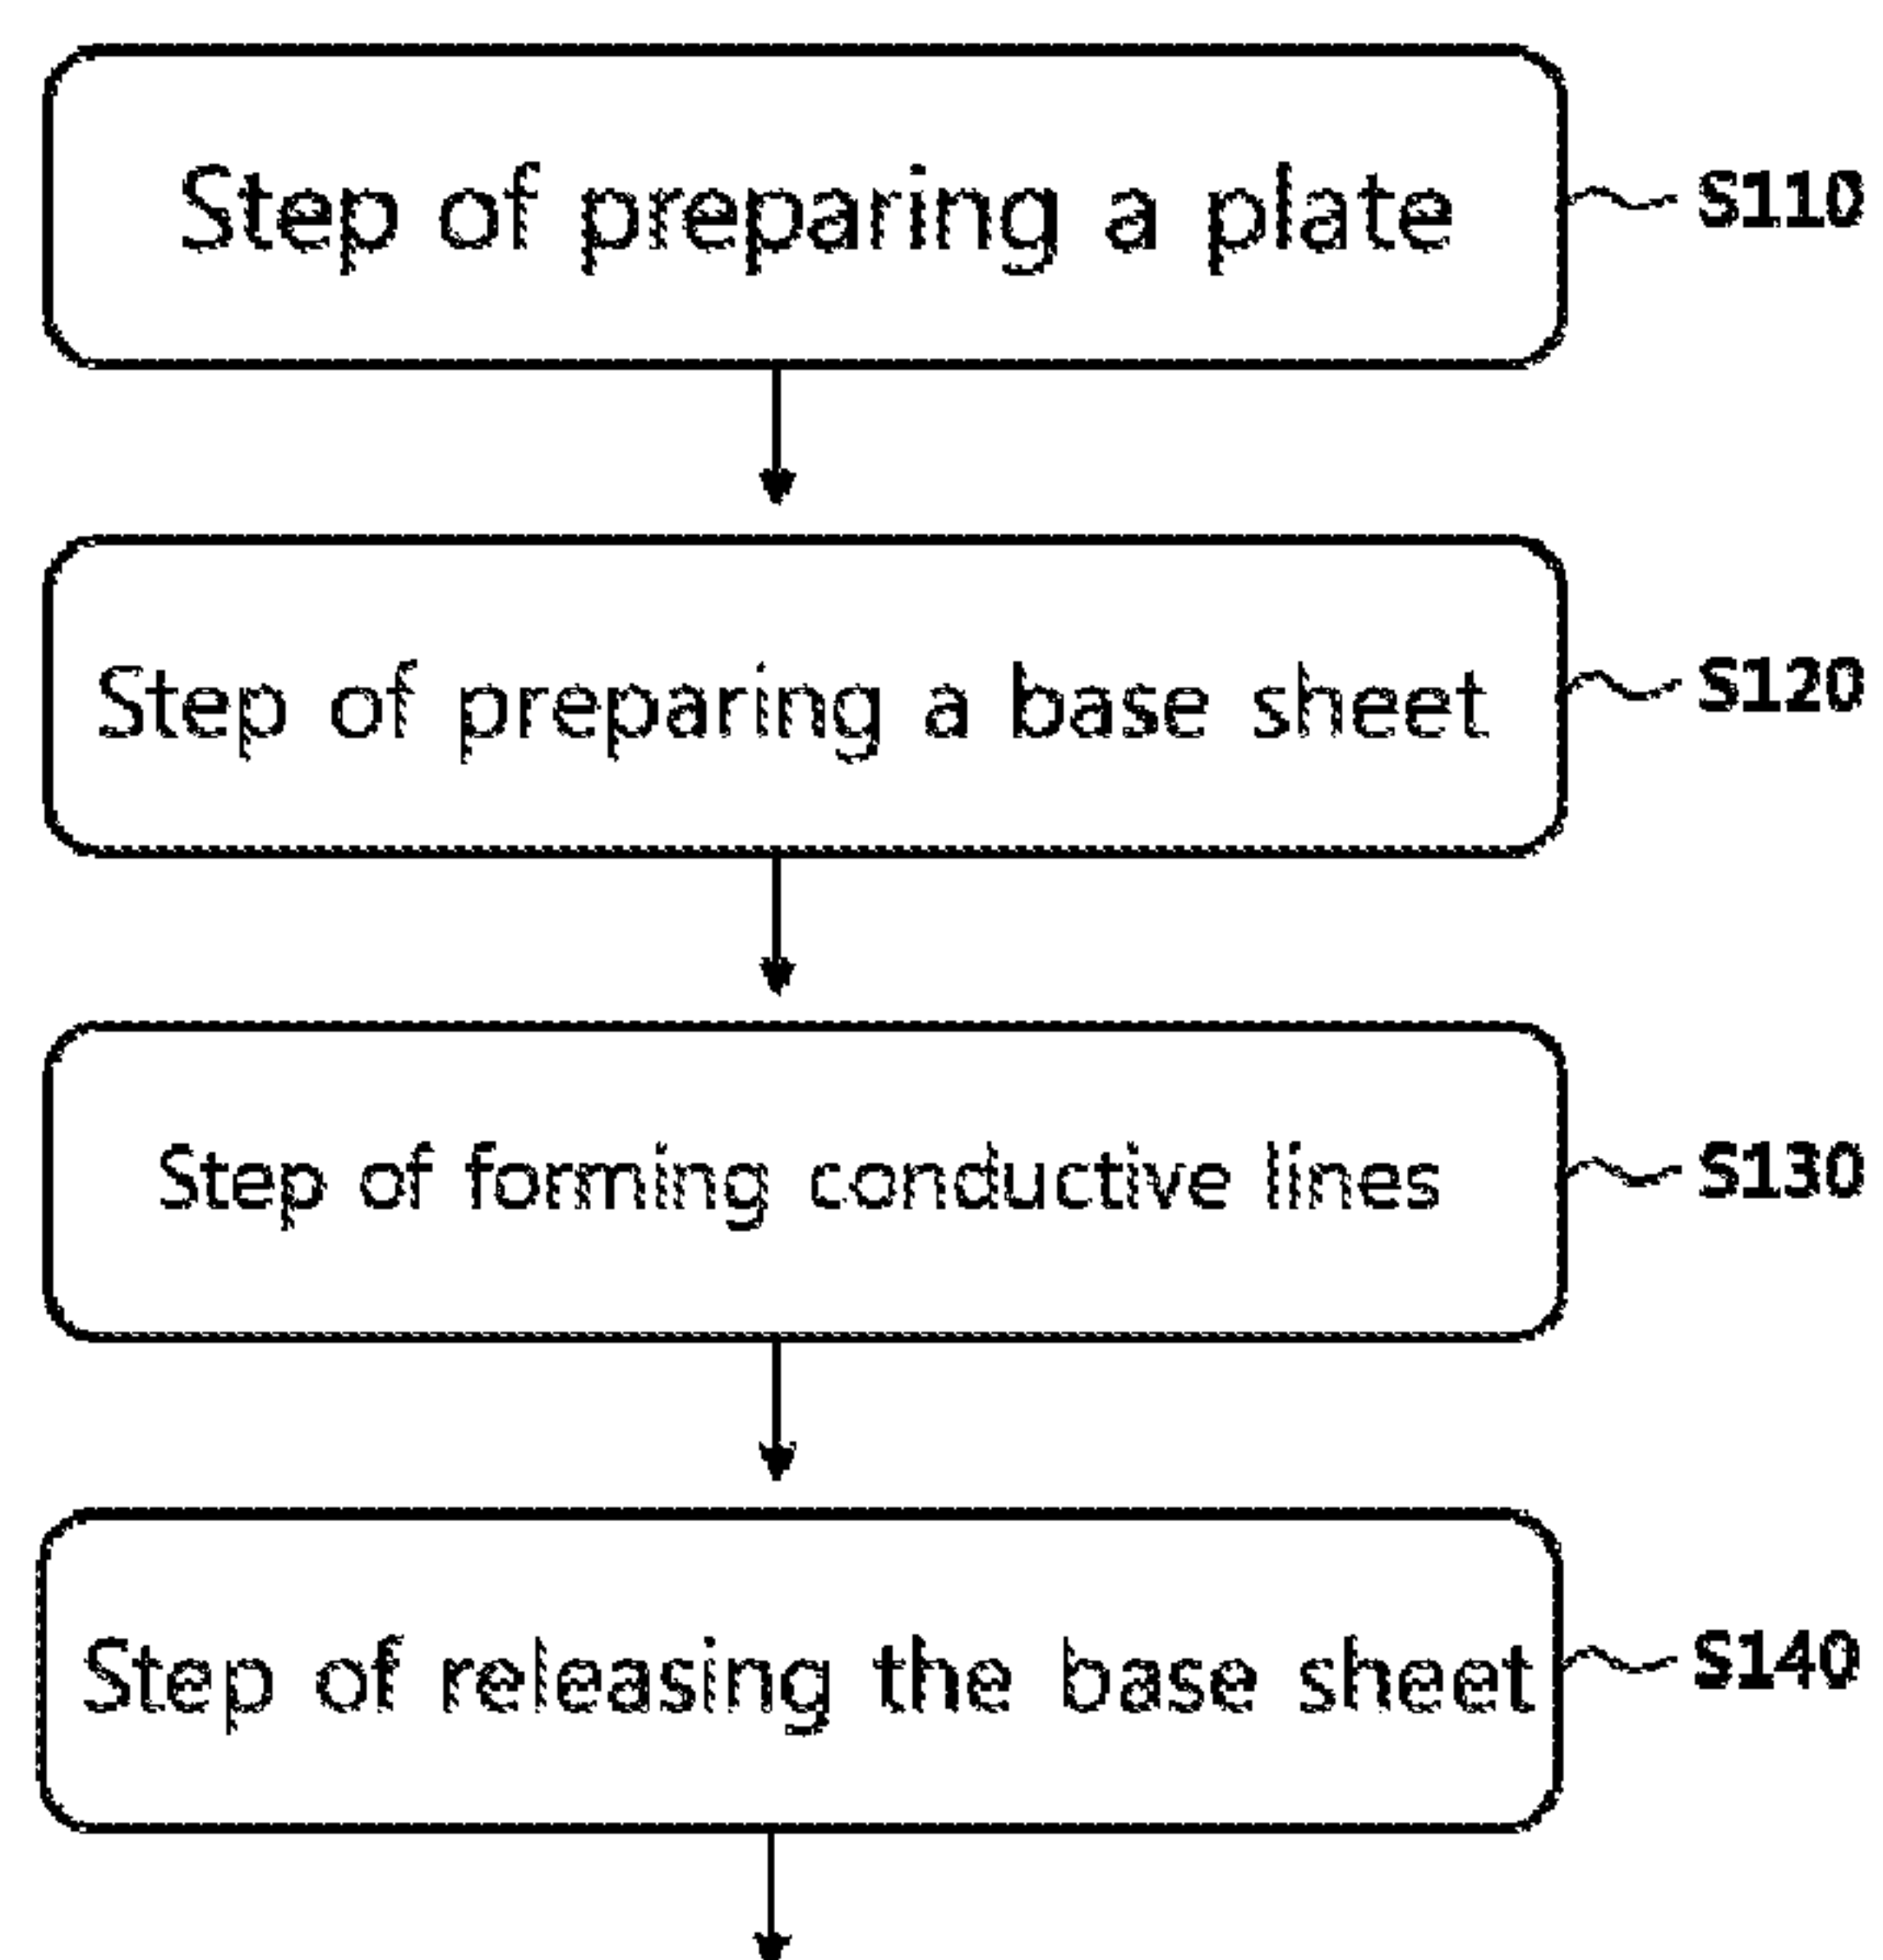 Step of preparing a plate S110
Step of preparing a base sheet S120
Step of forming conductive lines S130
Step of releasing the base sheet S140